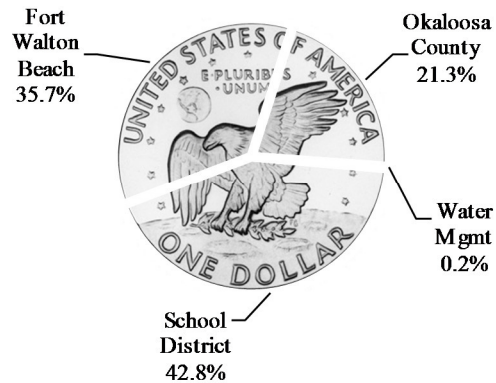 Fort
Walton
Beach
35.7%
Okaloosa
County
21.3%
UNITED STATES OF AMERICA
E·PLURIBUS
·UNUM
ONE DOLLAR
Water
Mgmt
0.2%
School
District
42.8%